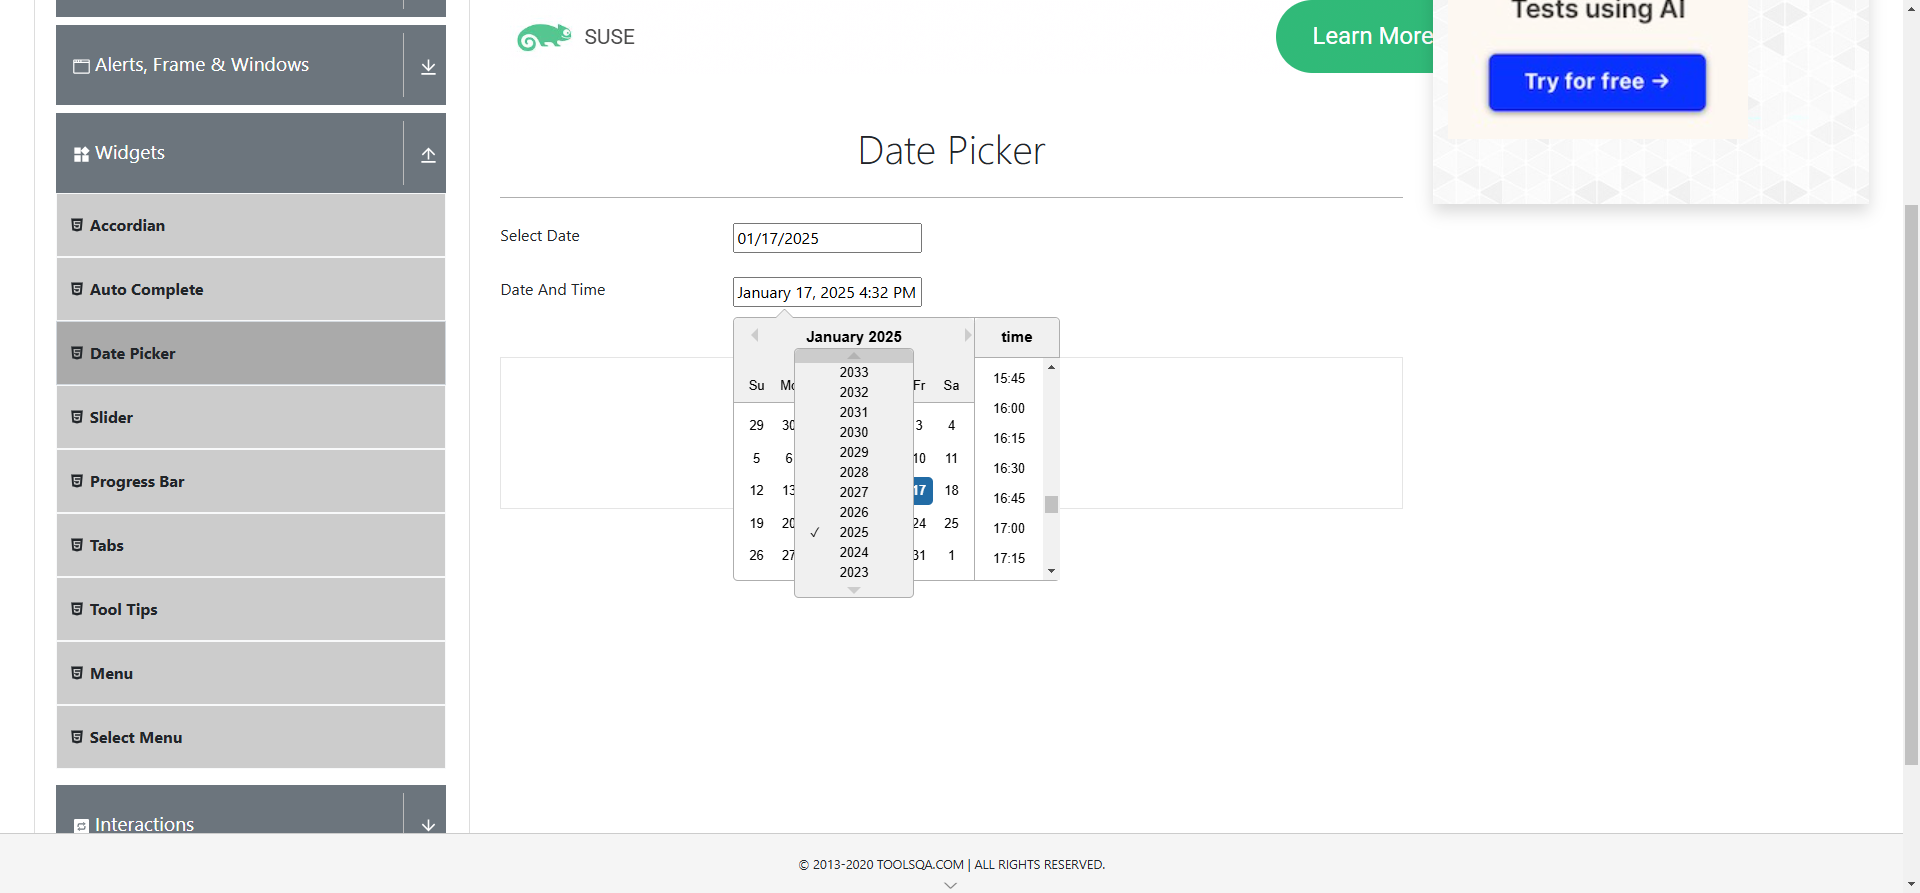 SUSE
Learn More
Tests using AI
Try for free →
Alerts, Frame & Windows
Widgets
Accordian
Auto Complete
Date Picker
Slider
Progress Bar
Tabs
Tool Tips
Menu
Select Menu
Interactions
Date Picker
Select Date
01/17/2025
Date And Time
January 17, 2025 4:32 PM
January 2025
time
Su Mo Fr Sa
29 30 3 4
5 6 10 11
12 13 17 18
19 20 24 25
26 27 31 1
2033
2032
2031
2030
2029
2028
2027
2026
✓ 2025
2024
2023
15:45
16:00
16:15
16:30
16:45
17:00
17:15
© 2013-2020 TOOLSQA.COM | ALL RIGHTS RESERVED.